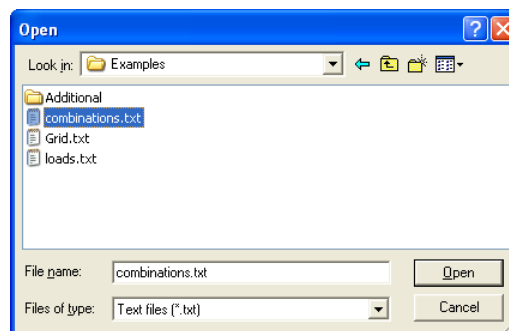 Open
Look in: Examples
Additional
combinations.txt
Grid.txt
loads.txt
File name: combinations.txt Open
Files of type: Text files (*.txt) Cancel